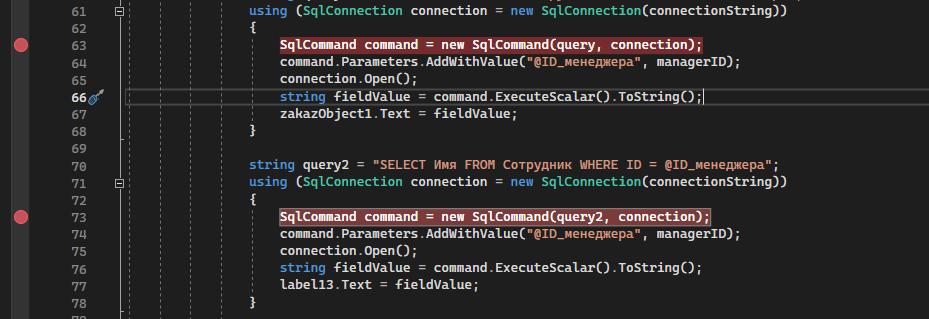 61 using (SqlConnection connection = new SqlConnection(connectionString))
62 {
63 SqlCommand command = new SqlCommand(query, connection);
64 command.Parameters.AddWithValue("@ID_менеджера", managerID);
65 connection.Open();
66 string fieldValue = command.ExecuteScalar().ToString();
67 zakazObject1.Text = fieldValue;
68 }
69
70 string query2 = "SELECT Имя FROM Сотрудник WHERE ID = @ID_менеджера";
71 using (SqlConnection connection = new SqlConnection(connectionString))
72 {
73 SqlCommand command = new SqlCommand(query2, connection);
74 command.Parameters.AddWithValue("@ID_менеджера", managerID);
75 connection.Open();
76 string fieldValue = command.ExecuteScalar().ToString();
77 label13.Text = fieldValue;
78 }